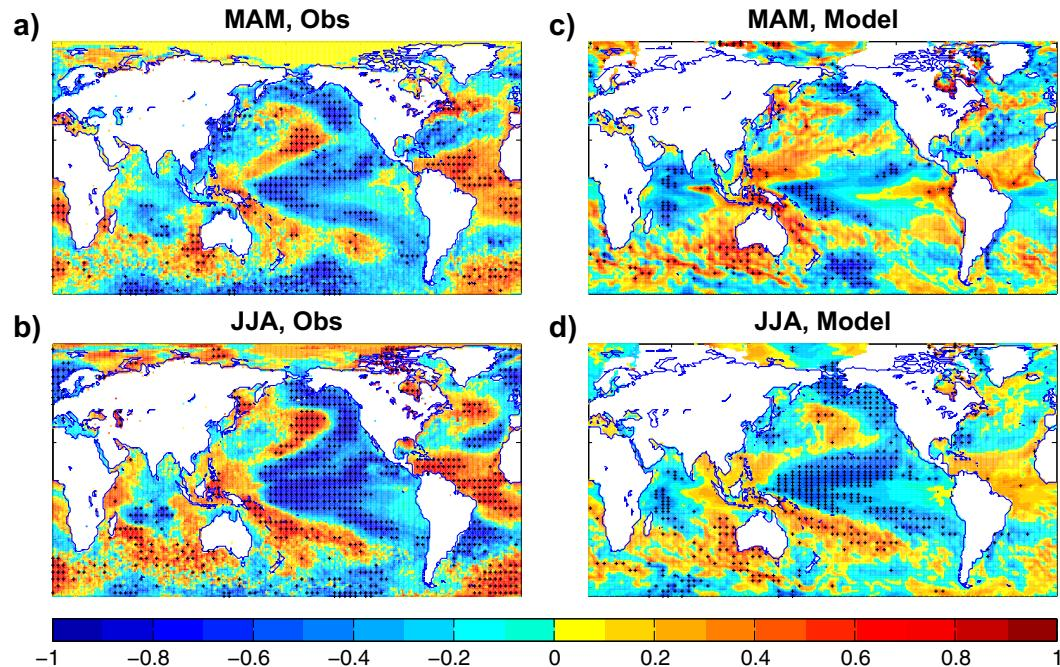 a) MAM, Obs
c) MAM, Model
b) JJA, Obs
d) JJA, Model
−1 −0.8 −0.6 −0.4 −0.2 0 0.2 0.4 0.6 0.8 1